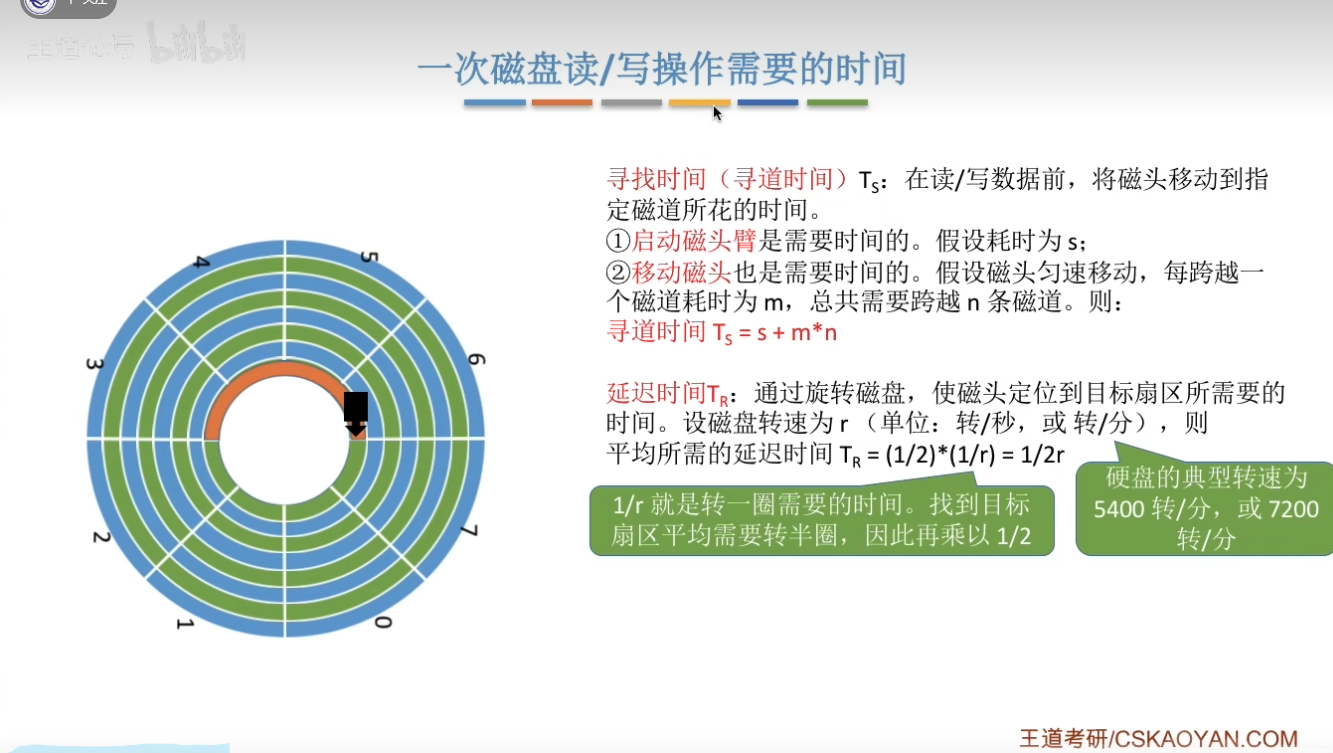 王道论坛 bilibili
一次磁盘读/写操作需要的时间
寻找时间（寻道时间）TS：在读/写数据前，将磁头移动到指
定磁道所花的时间。
①启动磁头臂是需要时间的。假设耗时为 s；
②移动磁头也是需要时间的。假设磁头匀速移动，每跨越一
个磁道耗时为 m，总共需要跨越 n 条磁道。则：
寻道时间 TS = s + m*n
延迟时间TR：通过旋转磁盘，使磁头定位到目标扇区所需要的
时间。设磁盘转速为 r （单位：转/秒，或 转/分），则
平均所需的延迟时间 TR = (1/2)*(1/r) = 1/2r
1/r 就是转一圈需要的时间。找到目标
扇区平均需要转半圈，因此再乘以 1/2
硬盘的典型转速为
5400 转/分，或 7200
转/分
4
5
3
6
2
7
1
0
王道考研/CSKAOYAN.COM